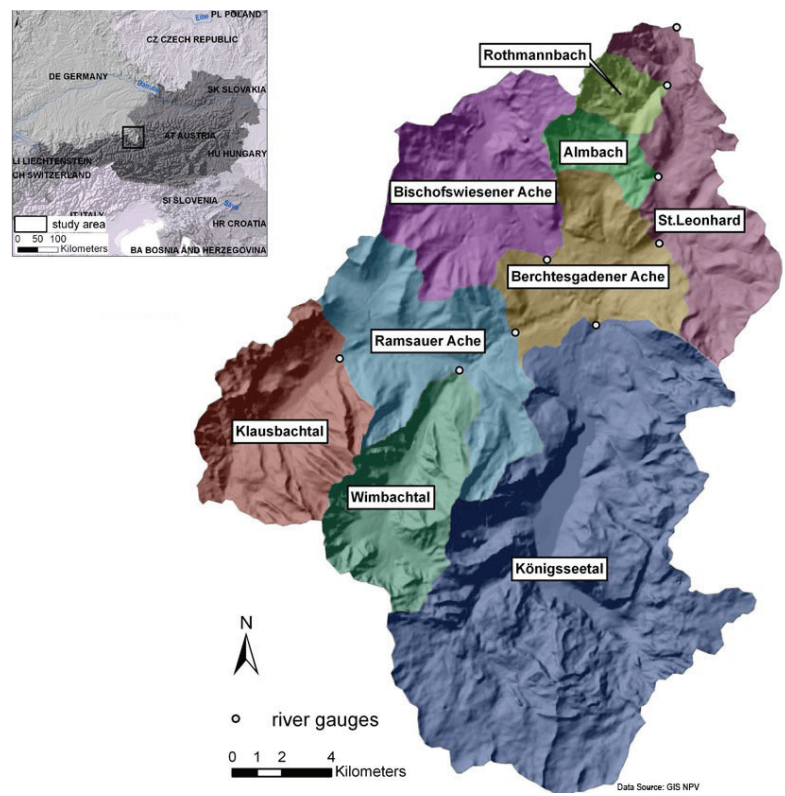 PL POLAND
Elbe
CZ CZECH REPUBLIC
DE GERMANY
Danube
SK SLOVAKIA
AT AUSTRIA
HU HUNGARY
LI LIECHTENSTEIN
CH SWITZERLAND
SI SLOVENIA
IT ITALY
HR CROATIA
BA BOSNIA AND HERZEGOVINA
study area
0 50 100
Kilometers
Rothmannbach
Almbach
Bischofswiesener Ache
St.Leonhard
Berchtesgadener Ache
Ramsauer Ache
Klausbachtal
Wimbachtal
Königsseetal
N
river gauges
0 1 2 4
Kilometers
Data Source: GIS NPV